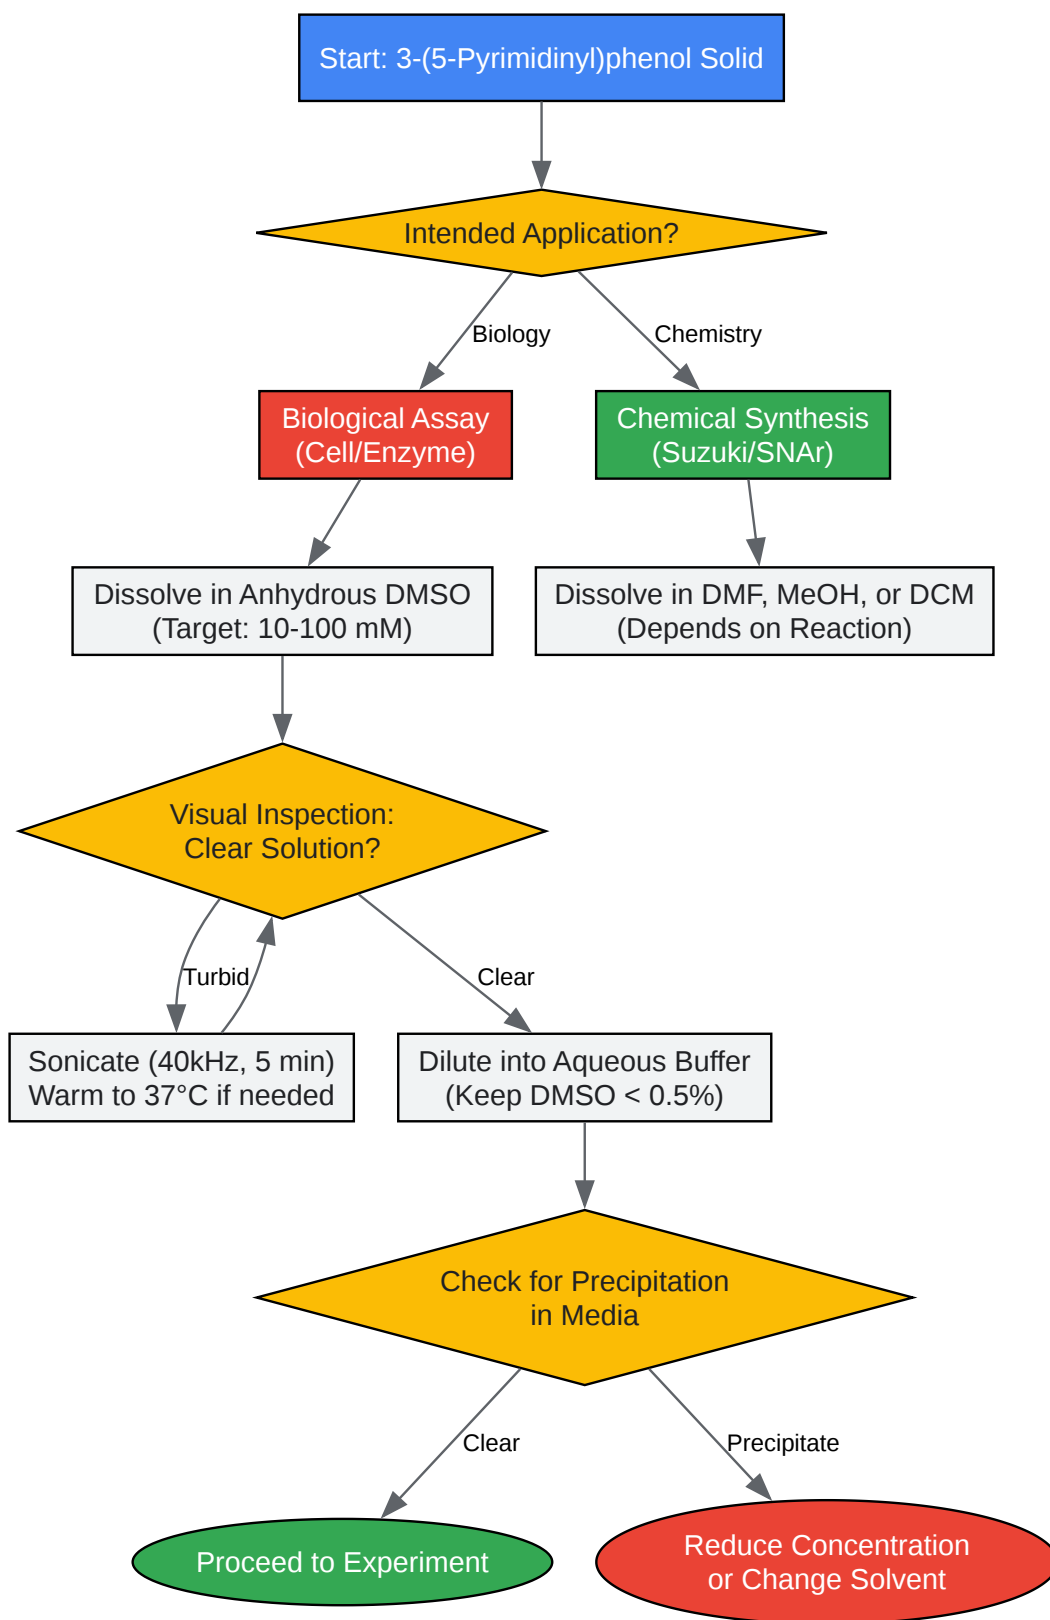 Start: 3-(5-Pyrimidinyl)phenol Solid
Intended Application?
Biology
Chemistry
Biological Assay
(Cell/Enzyme)
Chemical Synthesis
(Suzuki/SNAr)
Dissolve in Anhydrous DMSO
(Target: 10-100 mM)
Dissolve in DMF, MeOH, or DCM
(Depends on Reaction)
Visual Inspection:
Clear Solution?
Turbid
Clear
Sonicate (40kHz, 5 min)
Warm to 37°C if needed
Dilute into Aqueous Buffer
(Keep DMSO < 0.5%)
Check for Precipitation
in Media
Clear
Precipitate
Proceed to Experiment
Reduce Concentration
or Change Solvent